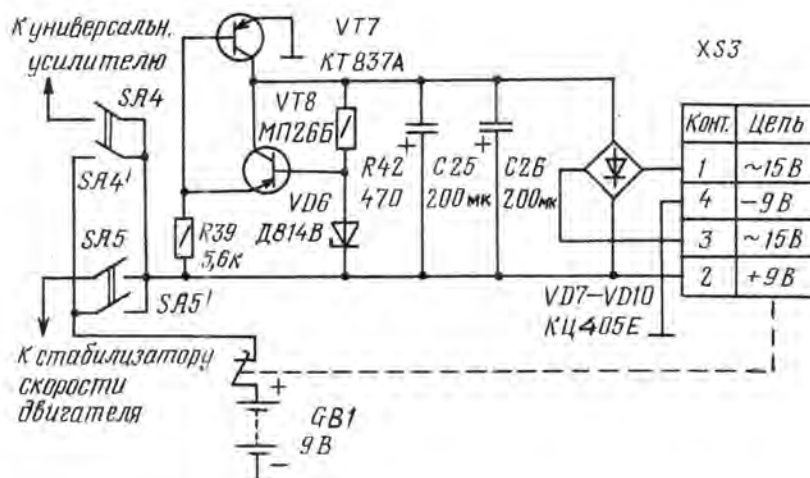 К универсальн.
усилителю
SA4
SA4'
SA5
SA5'
К стабилизатору
скорости
двигателя
VT7
КТ837А
VT8
МП26Б
VD6
Д814В
R39
5,6к
R42
470
+
C25
200мк
+
C26
200мк
VD7-VD10
КЦ405Е
+
GB1
9В
−
XS3
Конт. Цепь
1 ~15В
4 −9В
3 ~15В
2 +9В